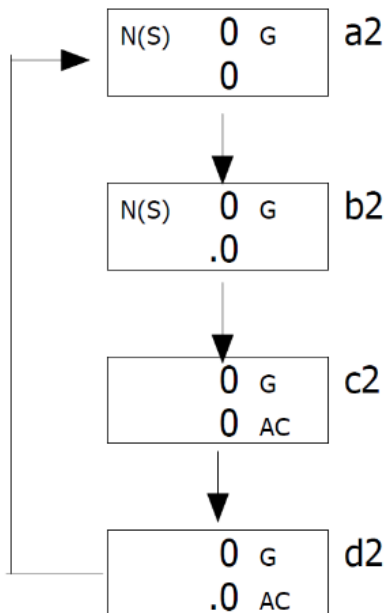 N(S) 0 G a2
0
N(S) 0 G b2
.0
0 G c2
0 AC
0 G d2
.0 AC